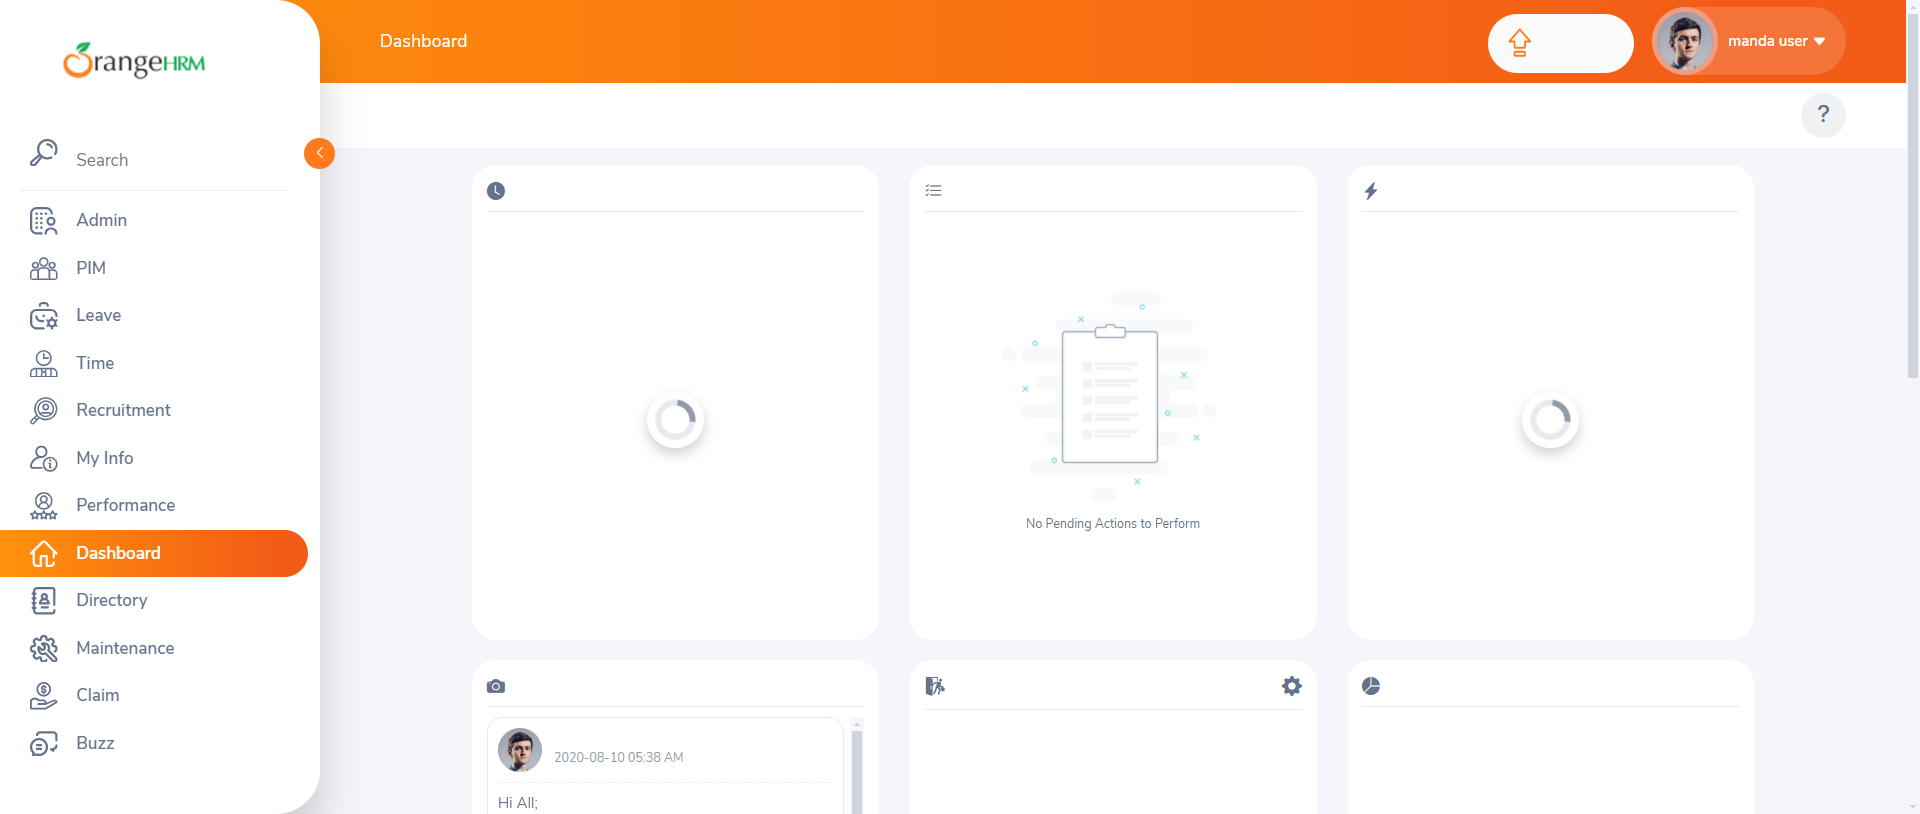 OrangeHRM
Dashboard
manda user
?
Search
Admin
PIM
Leave
Time
Recruitment
My Info
Performance
Dashboard
Directory
Maintenance
Claim
Buzz
No Pending Actions to Perform
2020-08-10 05:38 AM
Hi All;